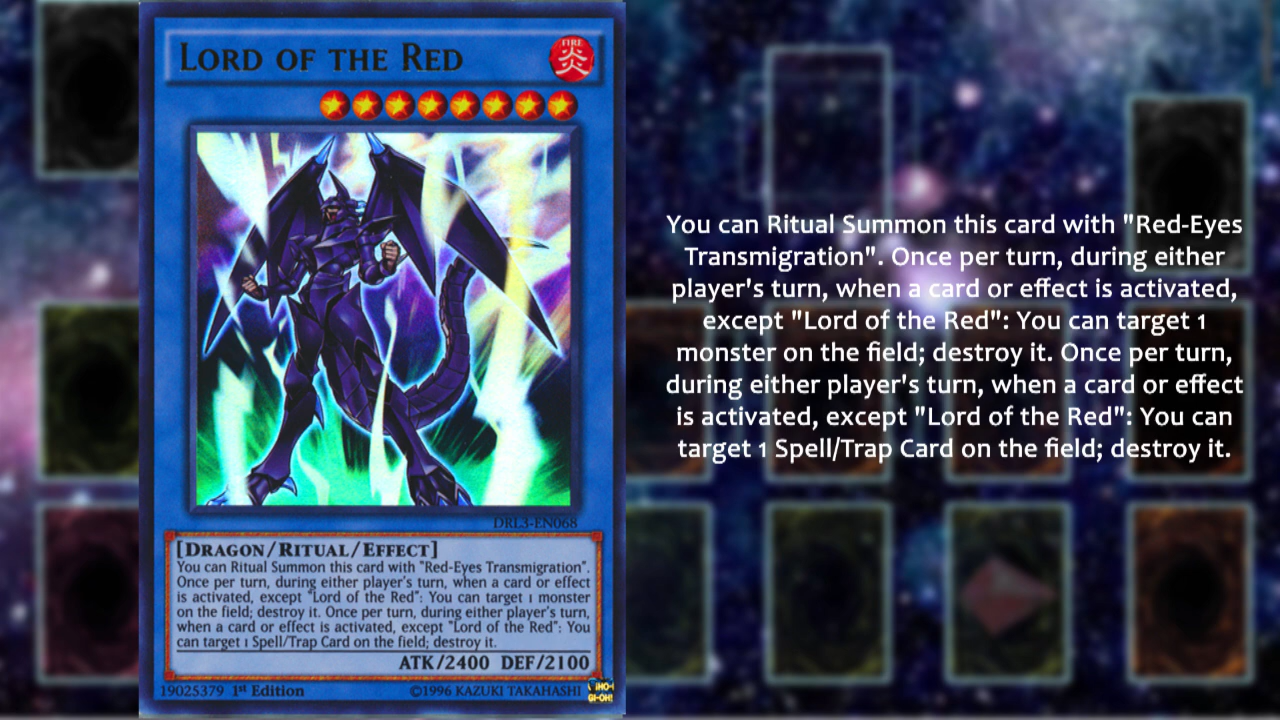 LORD OF THE RED
FIRE
炎
DRL3-EN068
[DRAGON/RITUAL/EFFECT]
You can Ritual Summon this card with "Red-Eyes Transmigration".
Once per turn, during either player's turn, when a card or effect
is activated, except "Lord of the Red": You can target 1 monster
on the field; destroy it. Once per turn, during either player's turn,
when a card or effect is activated, except "Lord of the Red": You
can target 1 Spell/Trap Card on the field; destroy it.
ATK/2400 DEF/2100
19025379 1st Edition ©1996 KAZUKI TAKAHASHI
You can Ritual Summon this card with "Red-Eyes
Transmigration". Once per turn, during either
player's turn, when a card or effect is activated,
except "Lord of the Red": You can target 1
monster on the field; destroy it. Once per turn,
during either player's turn, when a card or effect
is activated, except "Lord of the Red": You can
target 1 Spell/Trap Card on the field; destroy it.